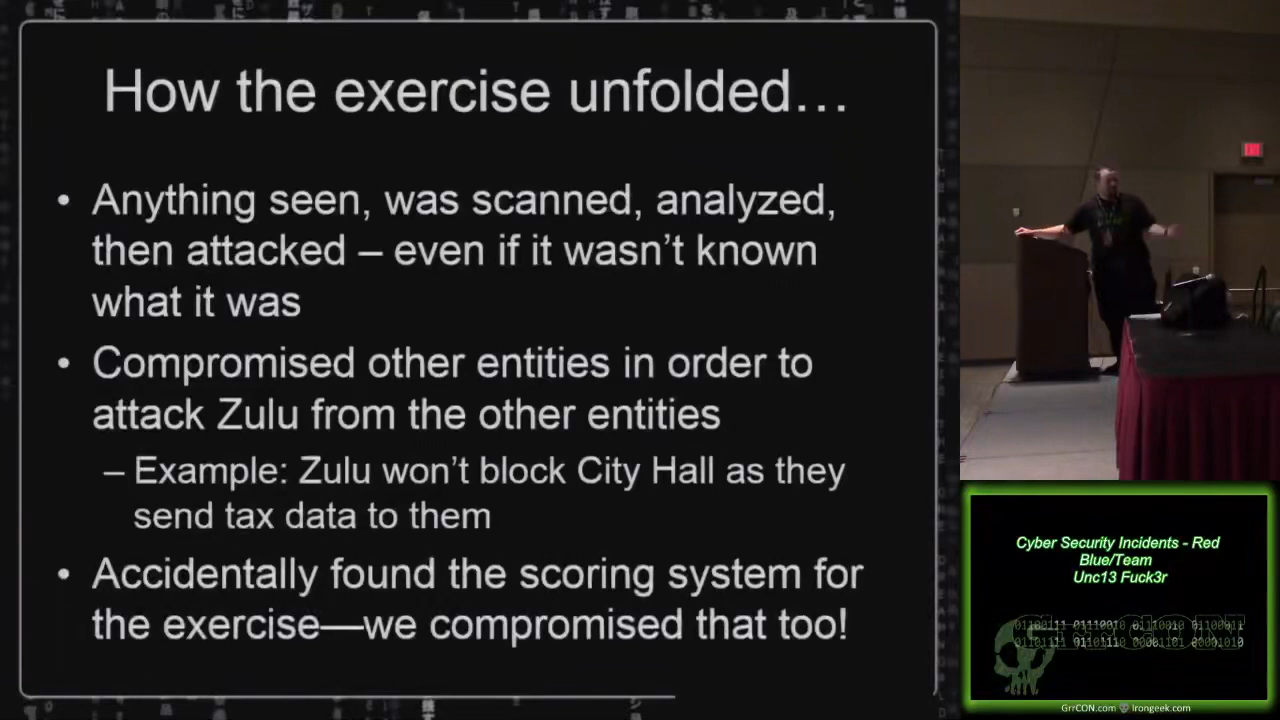 How the exercise unfolded…
• Anything seen, was scanned, analyzed,
then attacked – even if it wasn’t known
what it was
• Compromised other entities in order to
attack Zulu from the other entities
– Example: Zulu won’t block City Hall as they
send tax data to them
• Accidentally found the scoring system for
the exercise—we compromised that too!
Cyber Security Incidents - Red
Blue/Team
Unc13 Fuck3r
GrrCON
GrrCON.com Irongeek.com